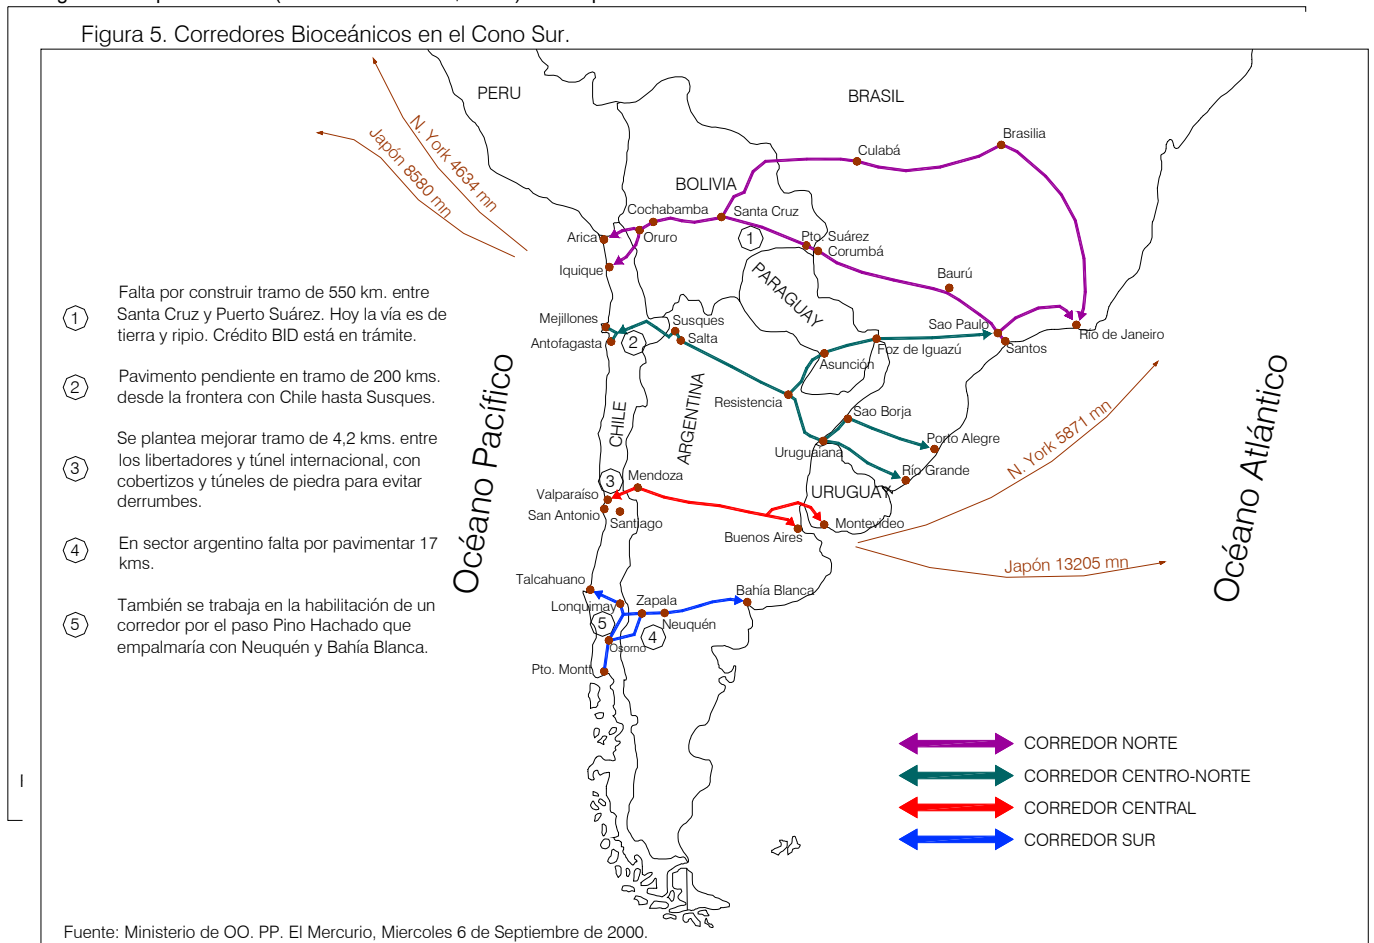 Figura 5. Corredores Bioceánicos en el Cono Sur.
PERU
BRASIL
N. York 4634 mn
Japón 8580 mn
Brasilia
Culabá
BOLIVIA
Cochabamba
Santa Cruz
Arica
Oruro
1
Pto. Suárez
Corumbá
Iquique
PARAGUAY
Baurú
1
Falta por construir tramo de 550 km. entre
Santa Cruz y Puerto Suárez. Hoy la vía es de
tierra y ripio. Crédito BID está en trámite.
Mejillones
Susques
Sao Paulo
Río de Janeiro
Antofagasta
2
Salta
Foz de Iguazú
Santos
Asunción
2
Pavimento pendiente en tramo de 200 kms.
desde la frontera con Chile hasta Susques.
Océano Pacífico
CHILE
ARGENTINA
Resistencia
Sao Borja
Océano Atlántico
Uruguaiana
Porto Alegre
N. York 5871 mn
3
Se plantea mejorar tramo de 4,2 kms. entre
los libertadores y túnel internacional, con
cobertizos y túneles de piedra para evitar
derrumbes.
3
Mendoza
Río Grande
Valparaíso
URUGUAY
San Antonio
Santiago
Montevideo
Buenos Aires
4
En sector argentino falta por pavimentar 17
kms.
Japón 13205 mn
Talcahuano
Bahía Blanca
Lonquimay
Zapala
5
Neuquén
4
Osorno
5
También se trabaja en la habilitación de un
corredor por el paso Pino Hachado que
empalmaría con Neuquén y Bahía Blanca.
Pto. Montt
CORREDOR NORTE
CORREDOR CENTRO-NORTE
CORREDOR CENTRAL
CORREDOR SUR
Fuente: Ministerio de OO. PP. El Mercurio, Miercoles 6 de Septiembre de 2000.